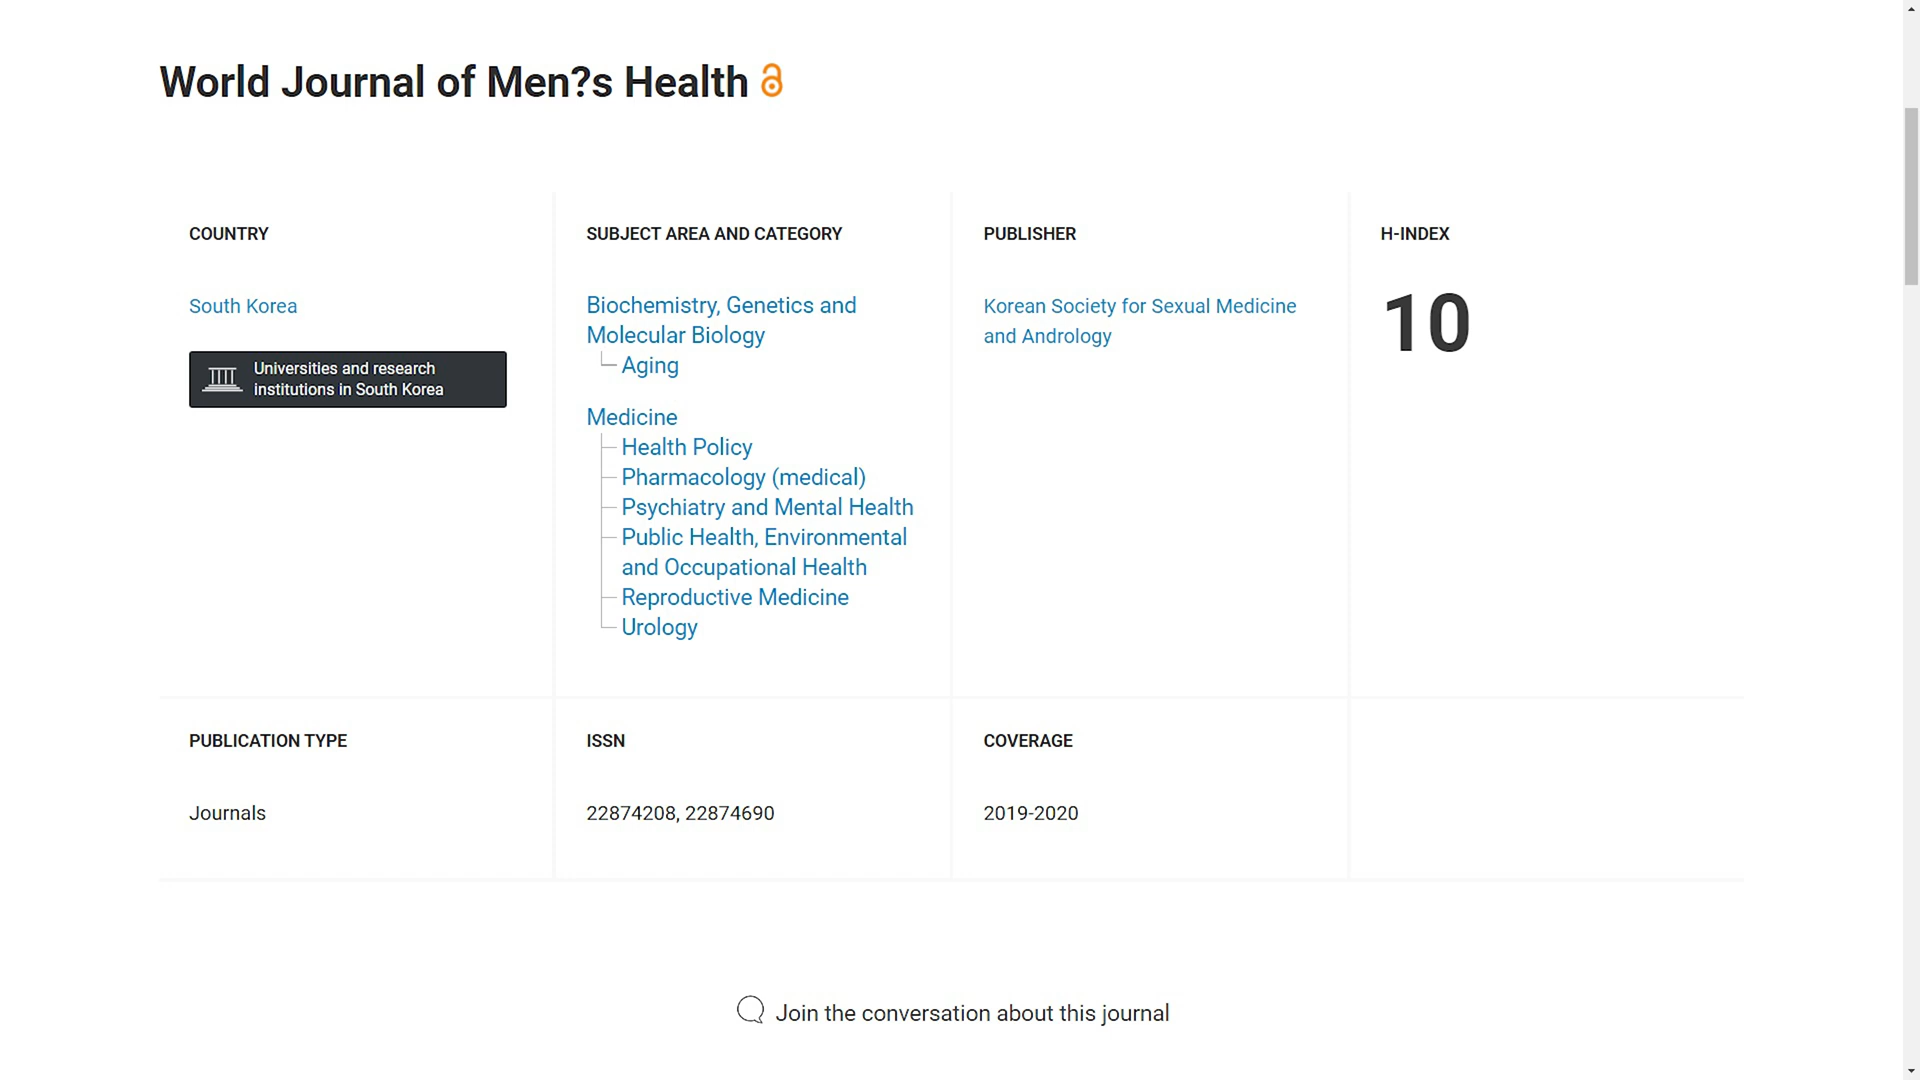 World Journal of Men?s Health
COUNTRY
South Korea
Universities and research
institutions in South Korea
SUBJECT AREA AND CATEGORY
Biochemistry, Genetics and
Molecular Biology
Aging
Medicine
Health Policy
Pharmacology (medical)
Psychiatry and Mental Health
Public Health, Environmental
and Occupational Health
Reproductive Medicine
Urology
PUBLISHER
Korean Society for Sexual Medicine
and Andrology
H-INDEX
10
PUBLICATION TYPE
Journals
ISSN
22874208, 22874690
COVERAGE
2019-2020
Join the conversation about this journal